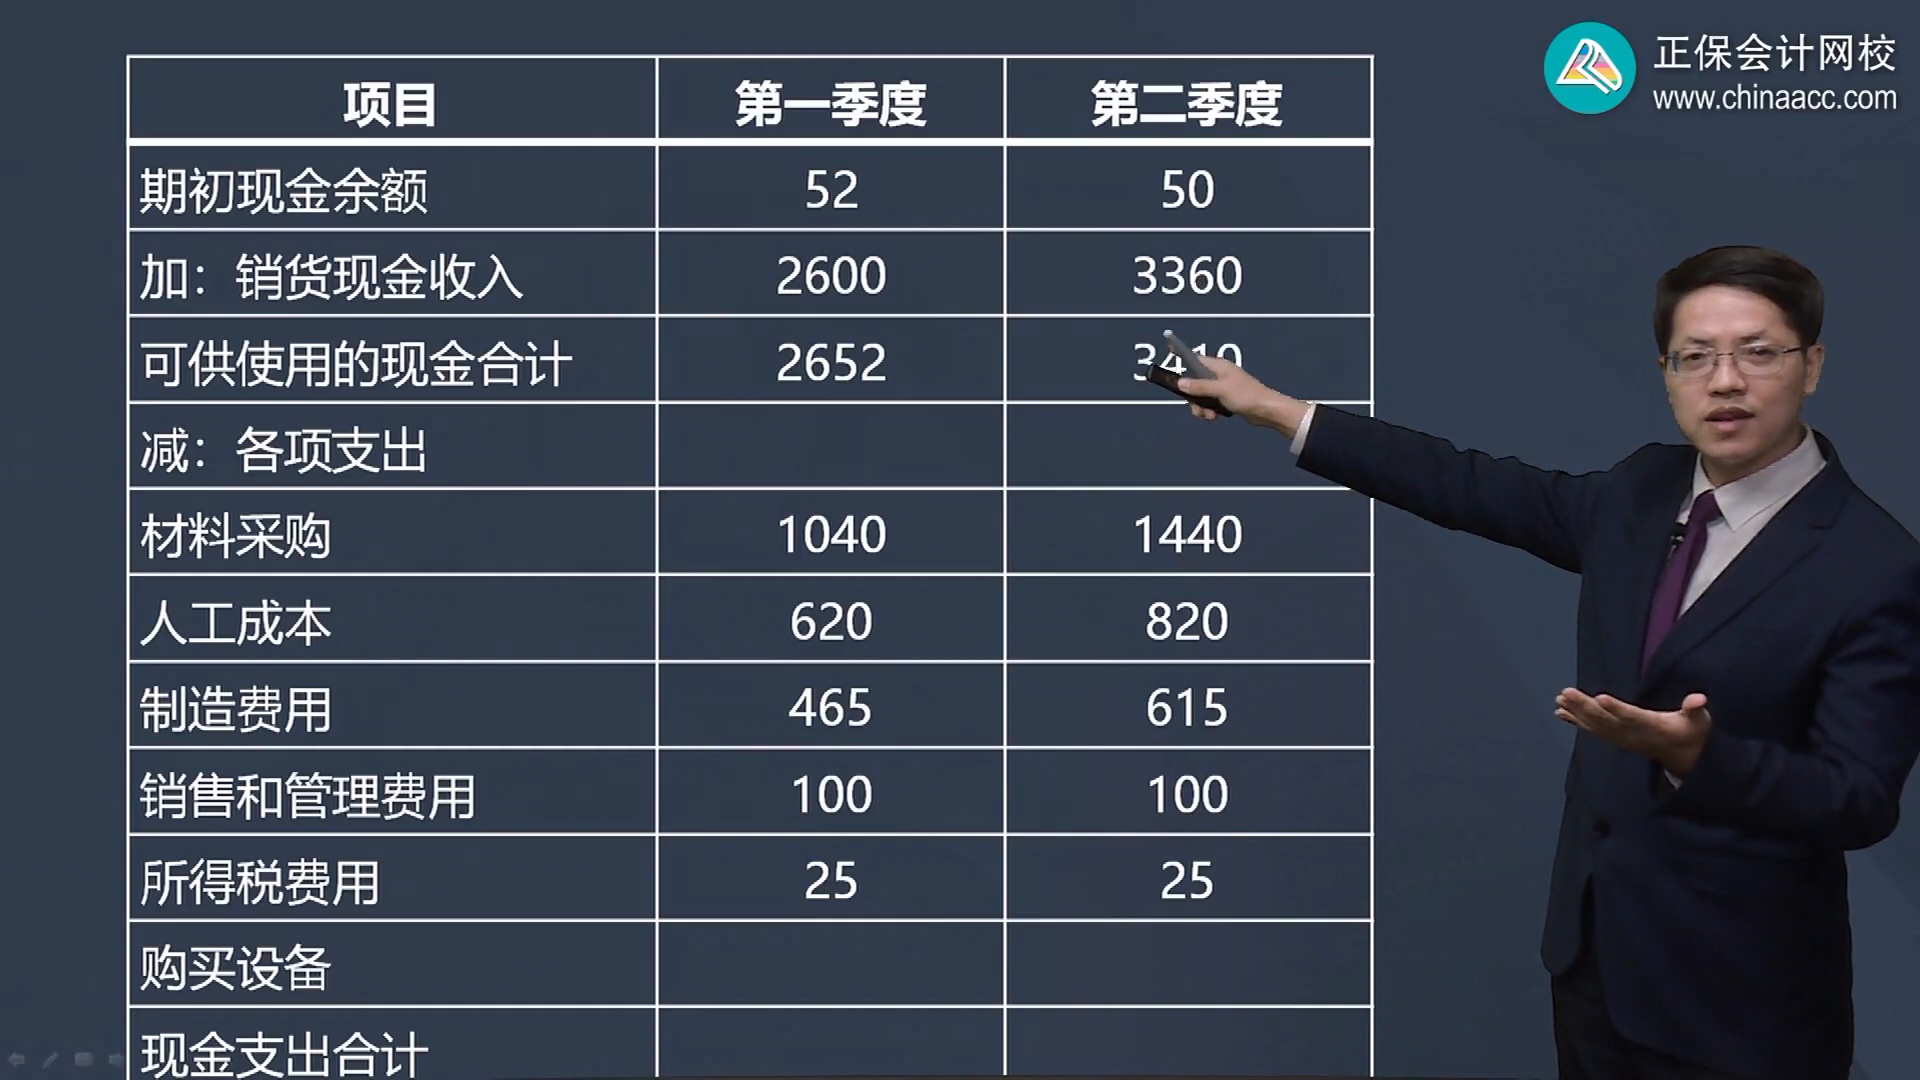 正保会计网校
www.chinaacc.com
项目 第一季度 第二季度
期初现金余额 52 50
加：销货现金收入 2600 3360
可供使用的现金合计 2652 3410
减：各项支出
材料采购 1040 1440
人工成本 620 820
制造费用 465 615
销售和管理费用 100 100
所得税费用 25 25
购买设备
现金支出合计